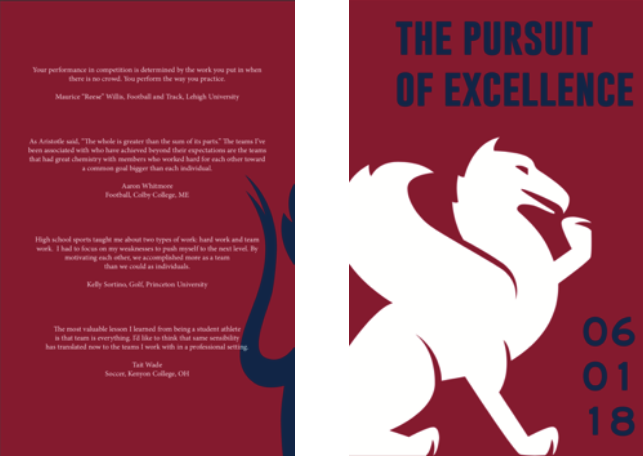 Your performance in competition is determined by the work you put in when
there is no crowd. You perform the way you practice.
Maurice "Reese" Willis, Football and Track, Lehigh University
As Aristotle said, "The whole is greater than the sum of its parts." The teams I've
been associated with who have achieved beyond their expectations are the teams
that had great chemistry with members who worked hard for each other toward
a common goal bigger than each individual.
Aaron Whitmore
Football, Colby College, ME
High school sports taught me about two types of work: hard work and team
work. I had to focus on my weaknesses to push myself to the next level. By
motivating each other, we accomplished more as a team
than we could as individuals.
Kelly Sortino, Golf, Princeton University
The most valuable lesson I learned from being a student athlete
is that team is everything. I'd like to think that same sensibility
has translated now to the teams I work with in a professional setting.
Tait Wade
Soccer, Kenyon College, OH
THE PURSUIT
OF EXCELLENCE
06
01
18